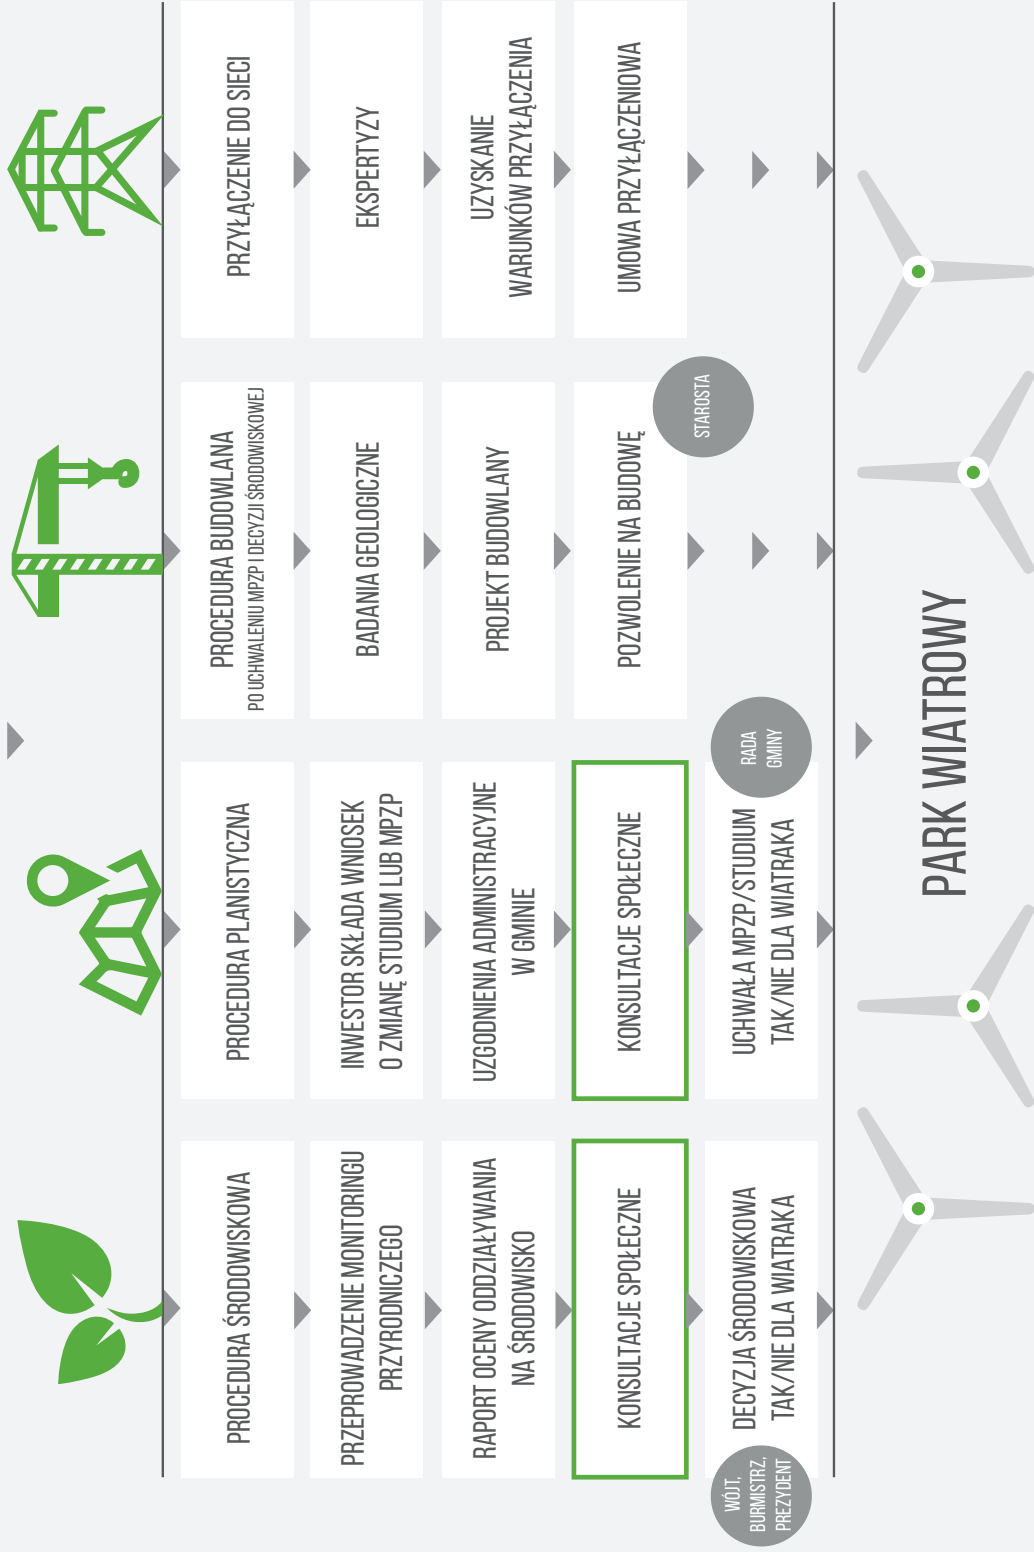 PROCEDURA ŚRODOWISKOWA
PRZEPROWADZENIE MONITORINGU
PRZYRODNICZEGO
RAPORT OCENY ODDZIAŁYWANIA
NA ŚRODOWISKO
KONSULTACJE SPOŁECZNE
DECYZJA ŚRODOWISKOWA
TAK/NIE DLA WIATRAKA
WÓJT,
BURMISTRZ,
PREZYDENT
PROCEDURA PLANISTYCZNA
INWESTOR SKŁADA WNIOSEK
O ZMIANĘ STUDIUM LUB MPZP
UZGODNIENIA ADMINISTRACYJNE
W GMINIE
KONSULTACJE SPOŁECZNE
UCHWAŁA MPZP/STUDIUM
TAK/NIE DLA WIATRAKA
RADA
GMINY
PROCEDURA BUDOWLANA
PO UCHWALENIU MPZP I DECYZJI ŚRODOWISKOWEJ
BADANIA GEOLOGICZNE
PROJEKT BUDOWLANY
POZWOLENIE NA BUDOWĘ
STAROSTA
PRZYŁĄCZENIE DO SIECI
EKSPERTYZY
UZYSKANIE
WARUNKÓW PRZYŁĄCZENIA
UMOWA PRZYŁĄCZENIOWA
PARK WIATROWY